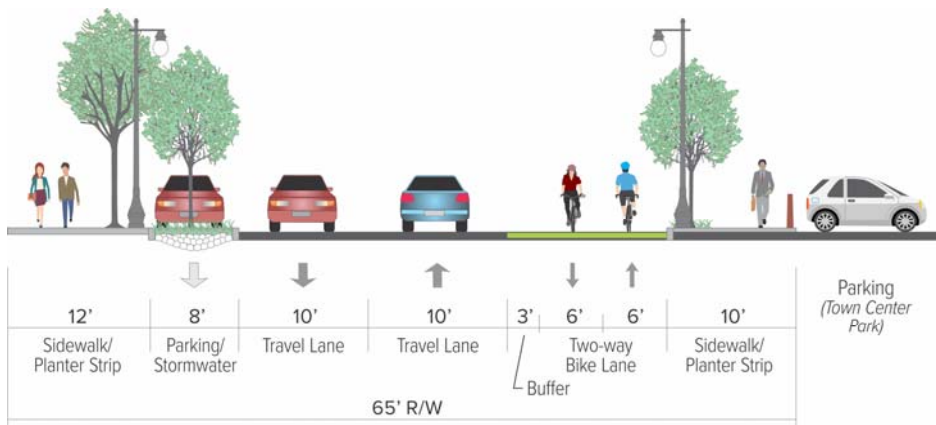 12’ 8’ 10’ 10’ 3’ 6’ 6’ 10’
Sidewalk/
Planter Strip
Parking/
Stormwater
Travel Lane
Travel Lane
Buffer
Two-way
Bike Lane
Sidewalk/
Planter Strip
Parking
(Town Center
Park)
65’ R/W